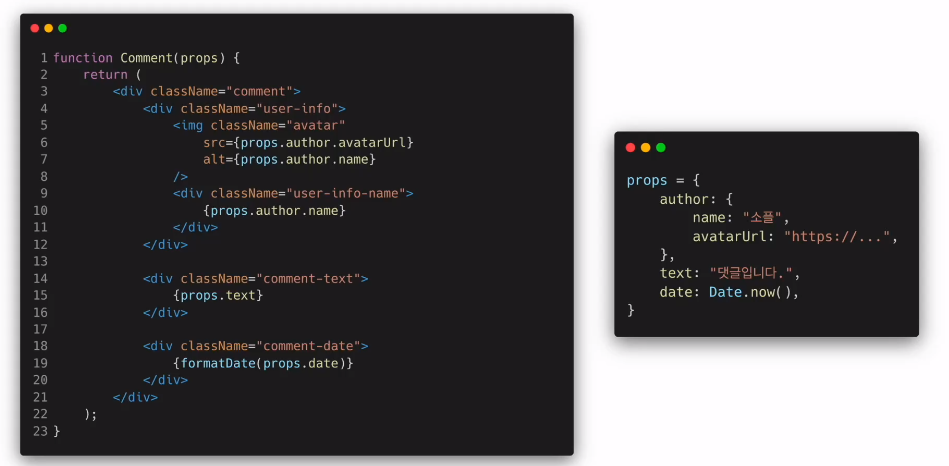 1 function Comment(props) {
2     return (
3         <div className="comment">
4             <div className="user-info">
5                 <img className="avatar"
6                     src={props.author.avatarUrl}
7                     alt={props.author.name}
8                 />
9                 <div className="user-info-name">
10                     {props.author.name}
11                 </div>
12             </div>
13
14             <div className="comment-text">
15                 {props.text}
16             </div>
17
18             <div className="comment-date">
19                 {formatDate(props.date)}
20             </div>
21         </div>
22     );
23 }
props = {
    author: {
        name: "소플",
        avatarUrl: "https://...",
    },
    text: "댓글입니다.",
    date: Date.now(),
}